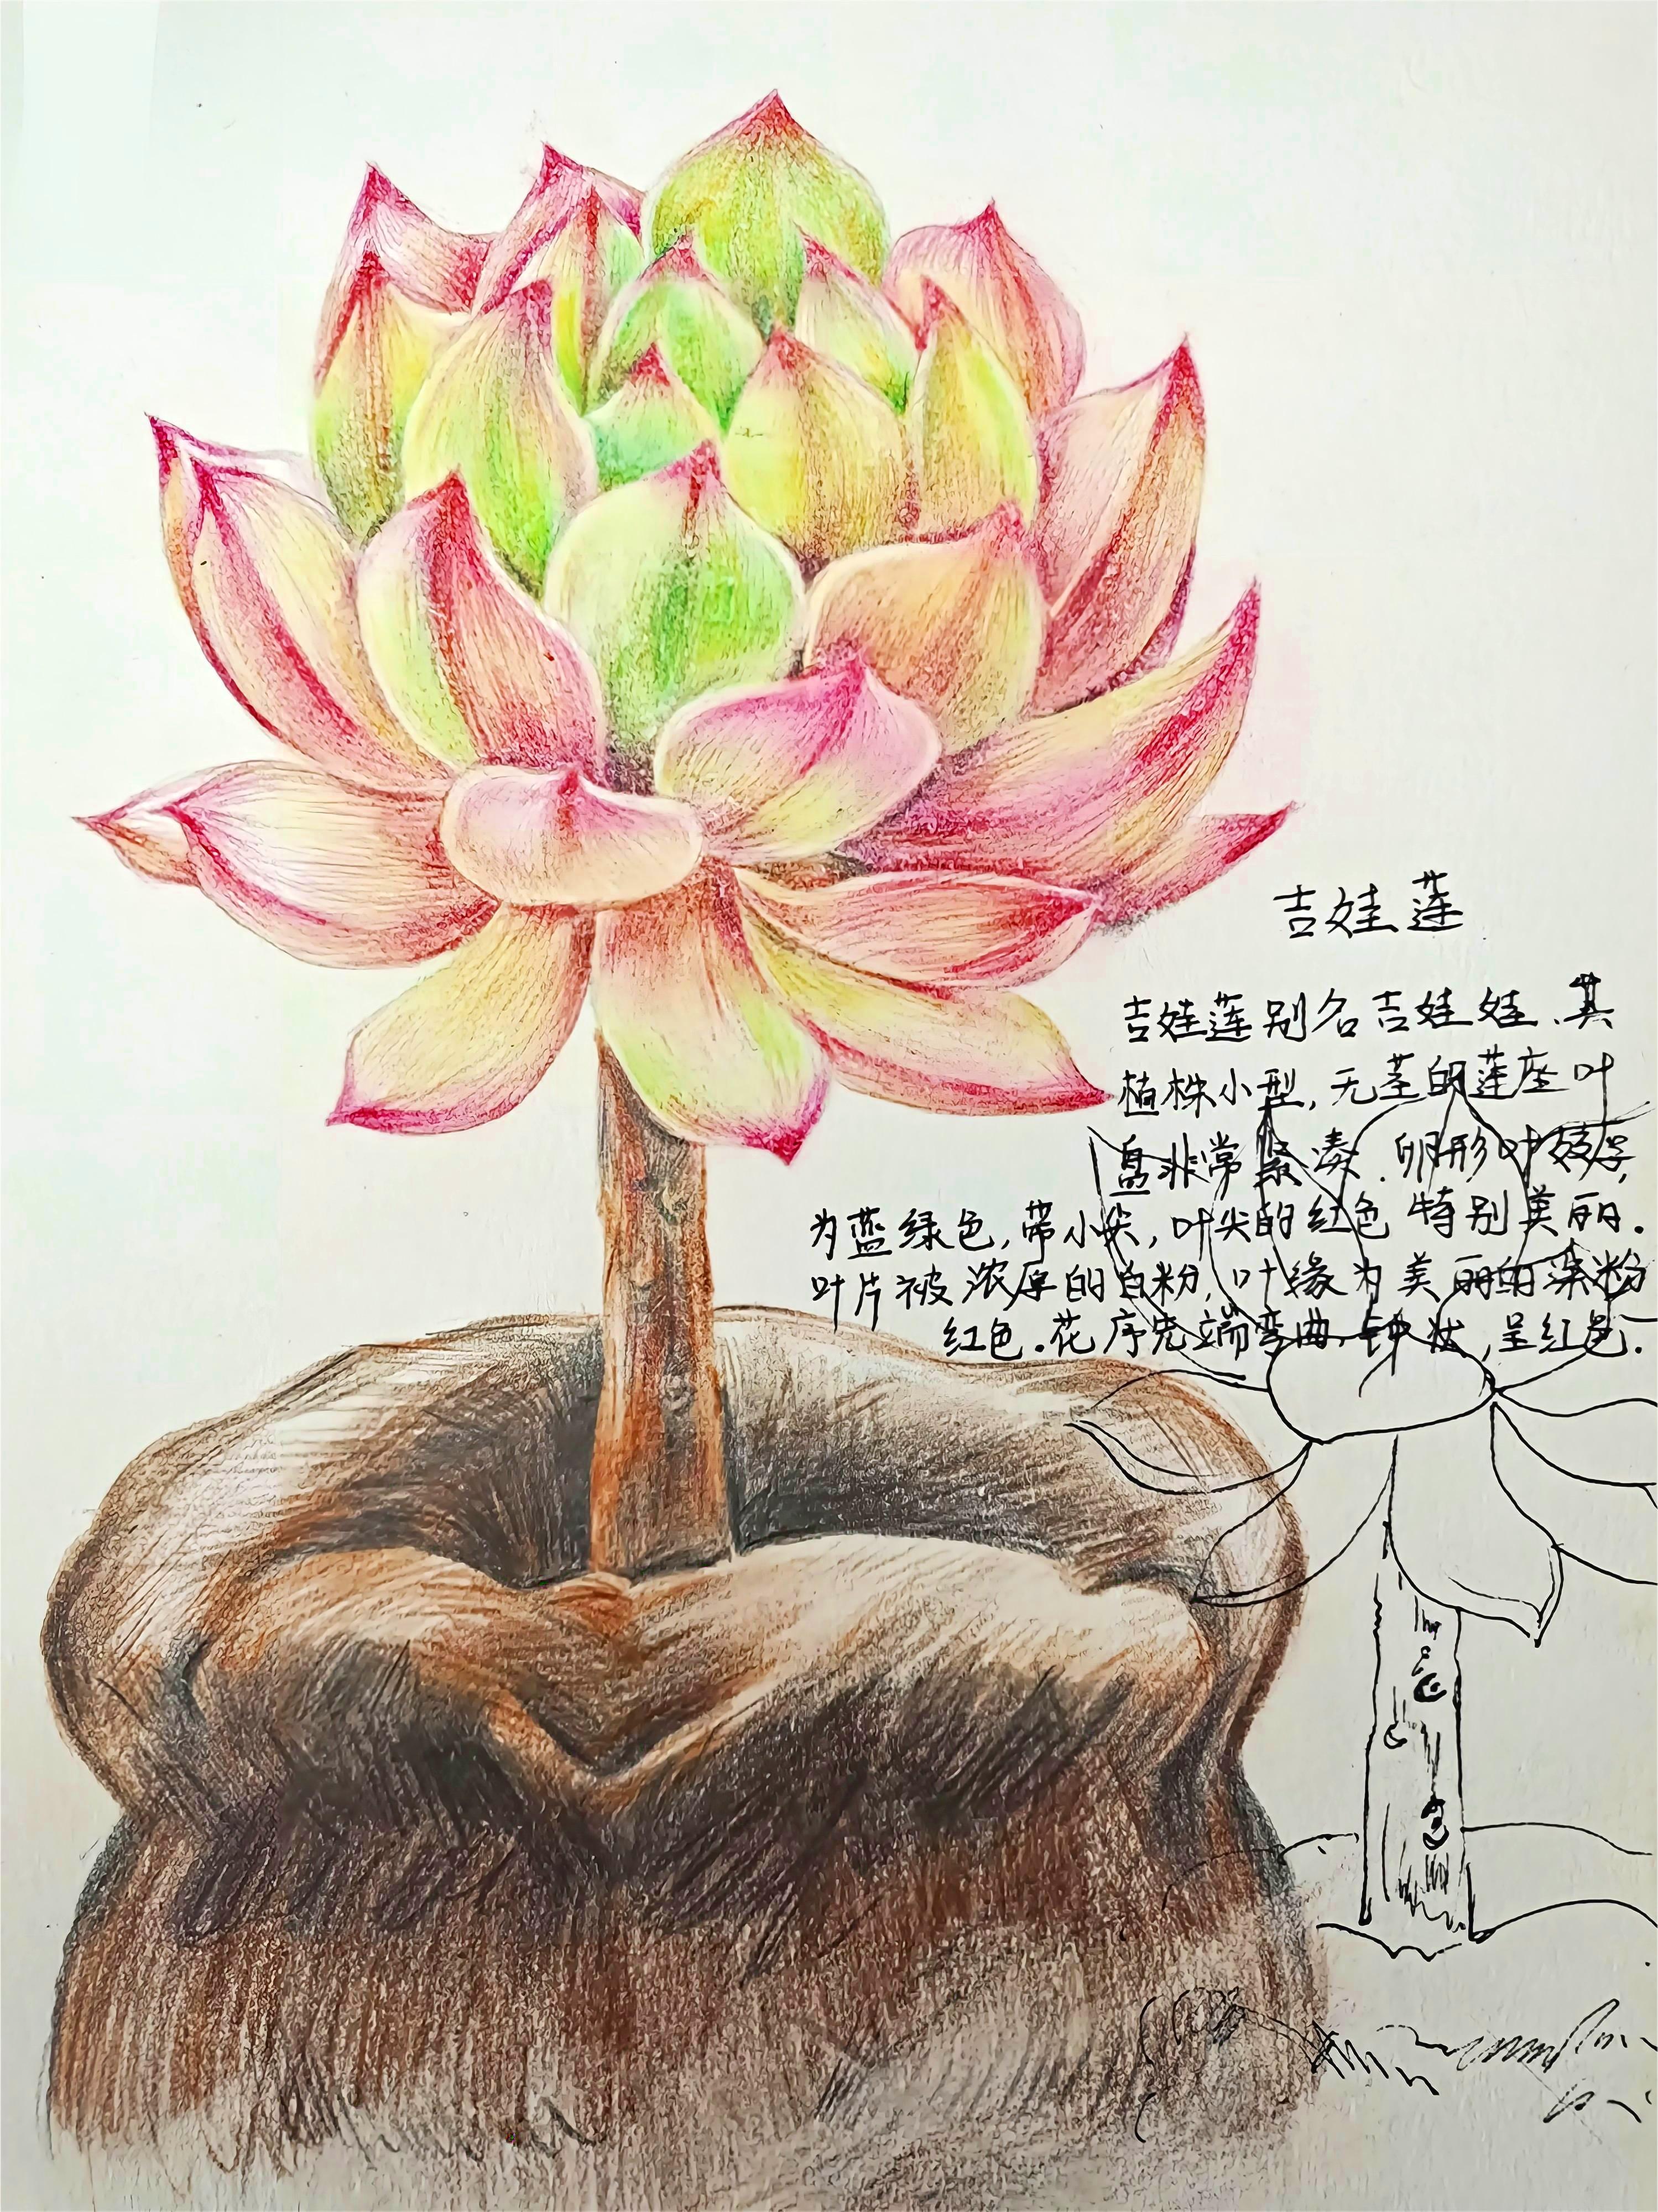 吉娃莲
吉娃莲别名吉娃娃、其
植株小型,无茎的莲座叶
盘非常紧凑.卵形叶较厚,
为蓝绿色,带小尖,叶尖的红色特别美丽.
叶片被浓厚的白粉,叶缘为美丽的深粉
红色.花序先端弯曲,钟状,呈红色.